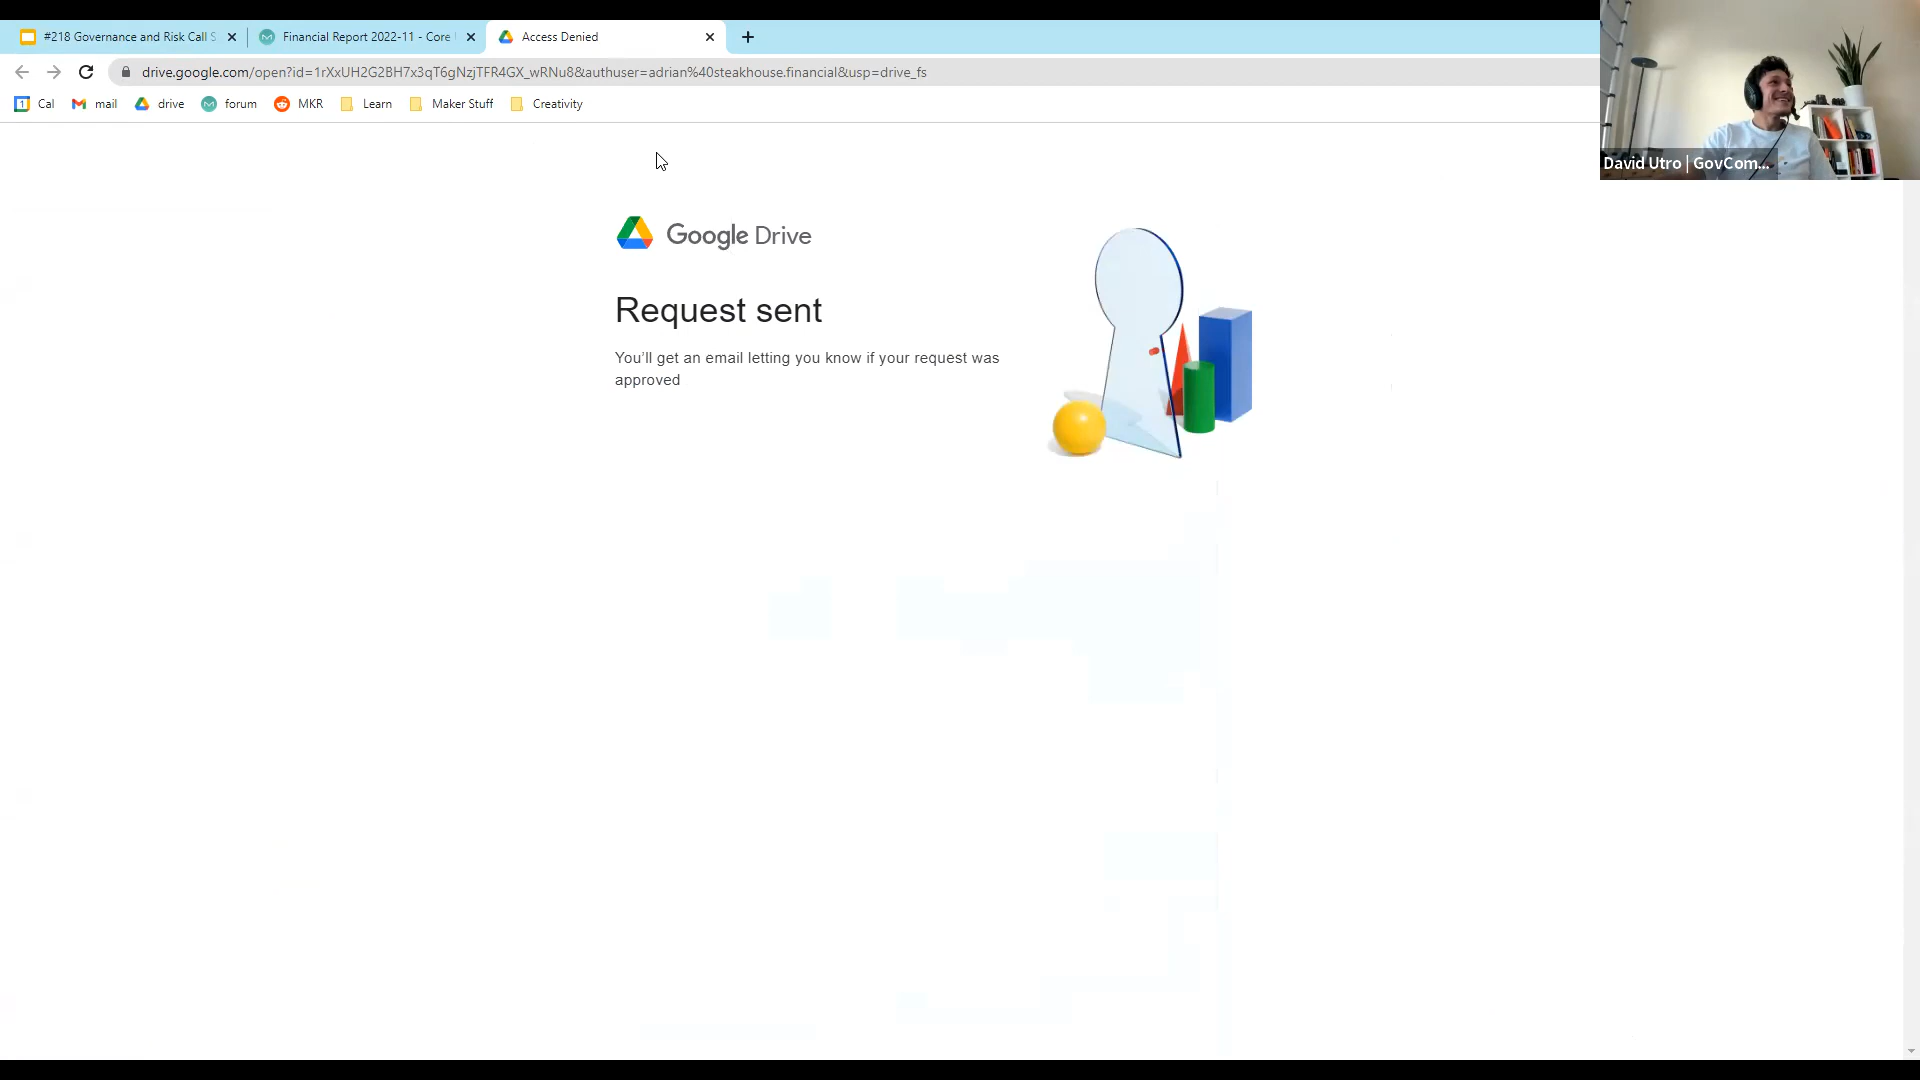 #218 Governance and Risk Call S
Financial Report 2022-11 - Core
Access Denied
drive.google.com/open?id=1rXxUH2G2BH7x3qT6gNzjTFR4GX_wRNu8&authuser=adrian%40steakhouse.financial&usp=drive_fs
1 Cal
mail
drive
forum
MKR
Learn
Maker Stuff
Creativity
David Utro | GovCom...
Google Drive
Request sent
You'll get an email letting you know if your request was
approved